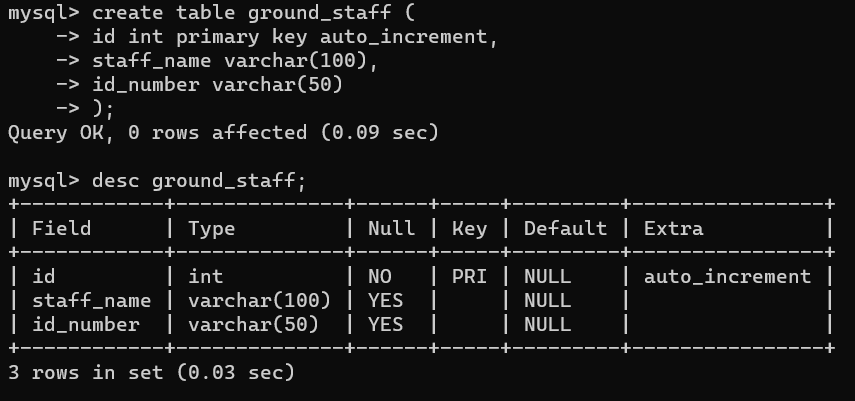 mysql> create table ground_staff (
    -> id int primary key auto_increment,
    -> staff_name varchar(100),
    -> id_number varchar(50)
    -> );
Query OK, 0 rows affected (0.09 sec)

mysql> desc ground_staff;
+------------+--------------+------+-----+---------+----------------+
| Field      | Type         | Null | Key | Default | Extra          |
+------------+--------------+------+-----+---------+----------------+
| id         | int          | NO   | PRI | NULL    | auto_increment |
| staff_name | varchar(100) | YES  |     | NULL    |                |
| id_number  | varchar(50)  | YES  |     | NULL    |                |
+------------+--------------+------+-----+---------+----------------+
3 rows in set (0.03 sec)